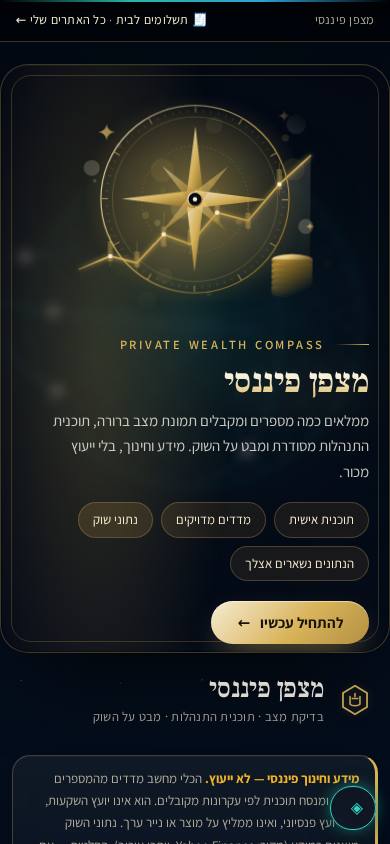 מצפן פיננסי
🧾 תשלומים לבית · כל האתרים שלי ←
PRIVATE WEALTH COMPASS
מצפן פיננסי
ממלאים כמה מספרים ומקבלים תמונת מצב ברורה, תוכנית
התנהלות מסודרת ומבט על השוק. מידע וחינוך, בלי ייעוץ
מכור.
תוכנית אישית
מדדים מדויקים
נתוני שוק
הנתונים נשארים אצלך
להתחיל עכשיו ←
מצפן פיננסי
בדיקת מצב · תוכנית התנהלות · מבט על השוק
מידע וחינוך פיננסי — לא ייעוץ. הכלי מחשב מדדים מהמספרים
ומנסח תוכנית לפי עקרונות מקובלים. הוא אינו יועץ השקעות,
יועץ פנסיוני, ואינו ממליץ על מוצר או נייר ערך. נתוני השוק